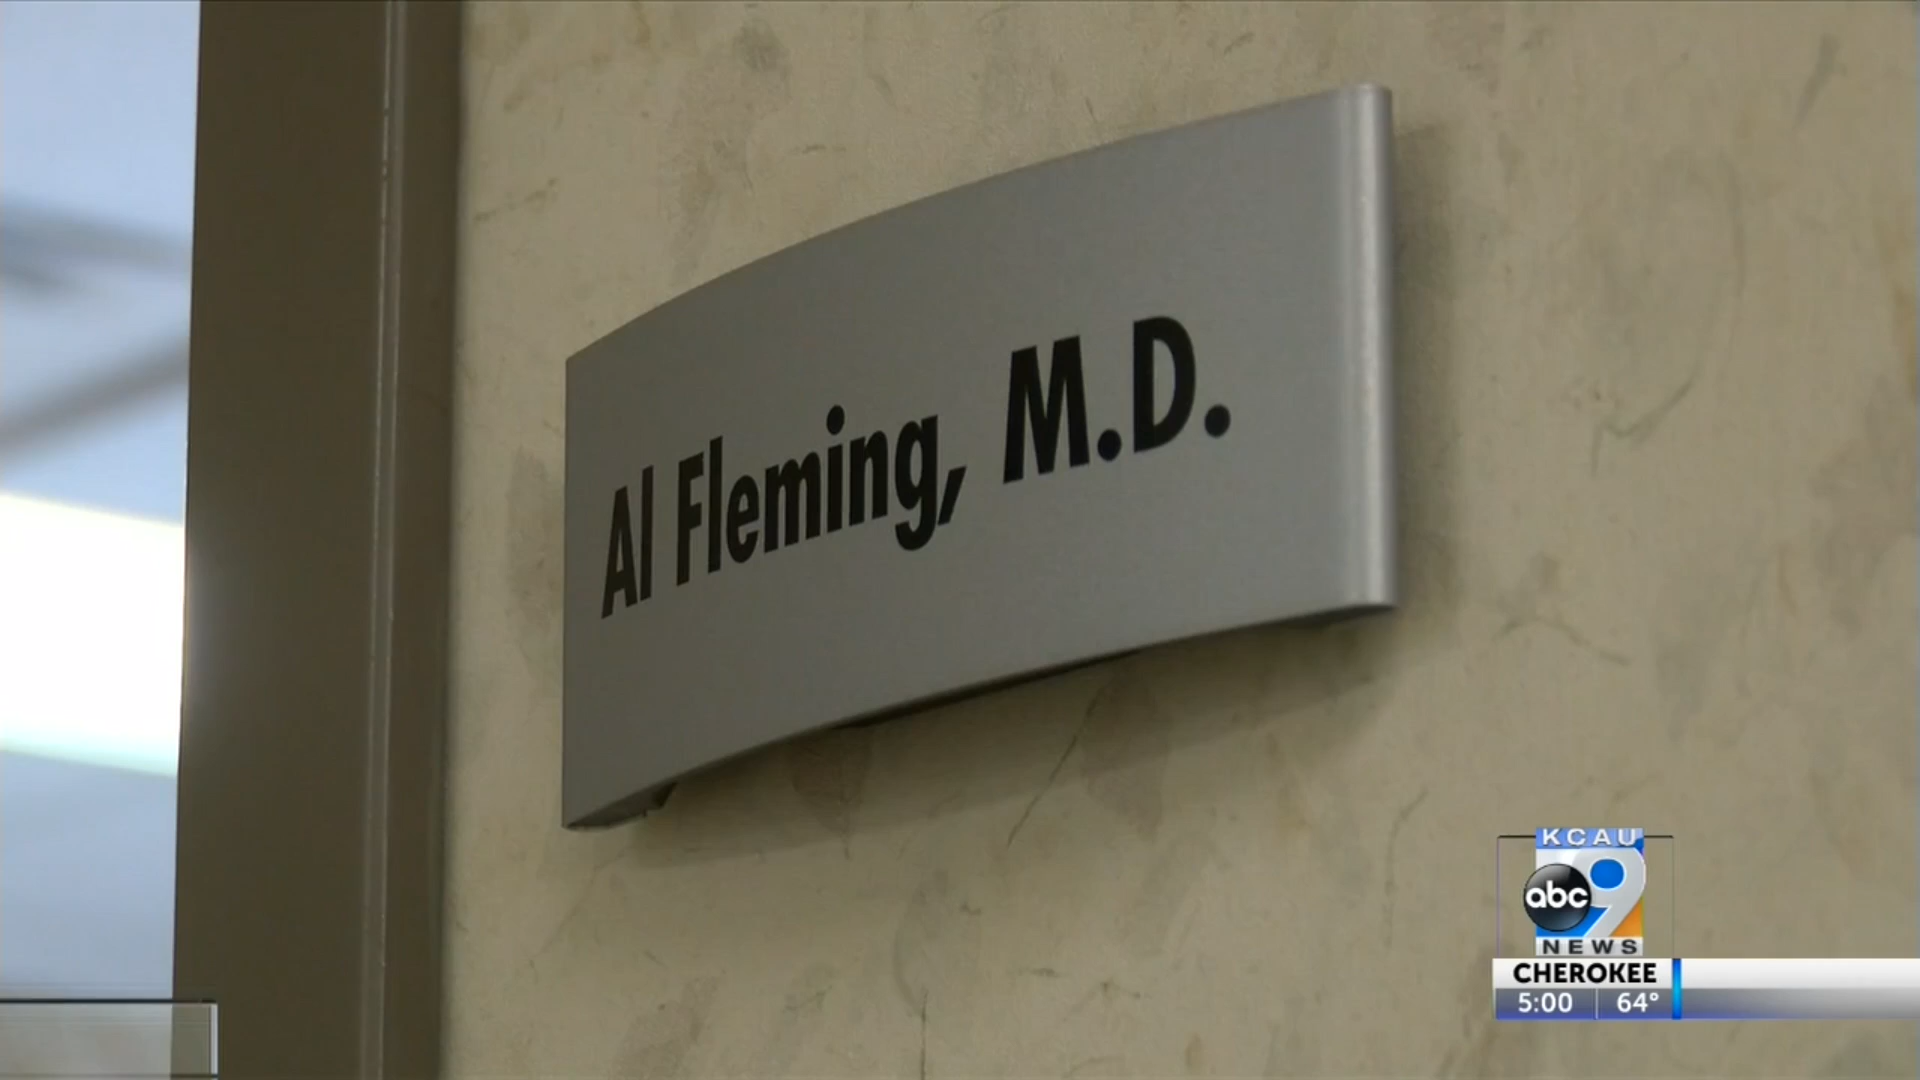 Al Fleming, M.D.
KCAU
abc 9
NEWS
CHEROKEE
5:00 64°